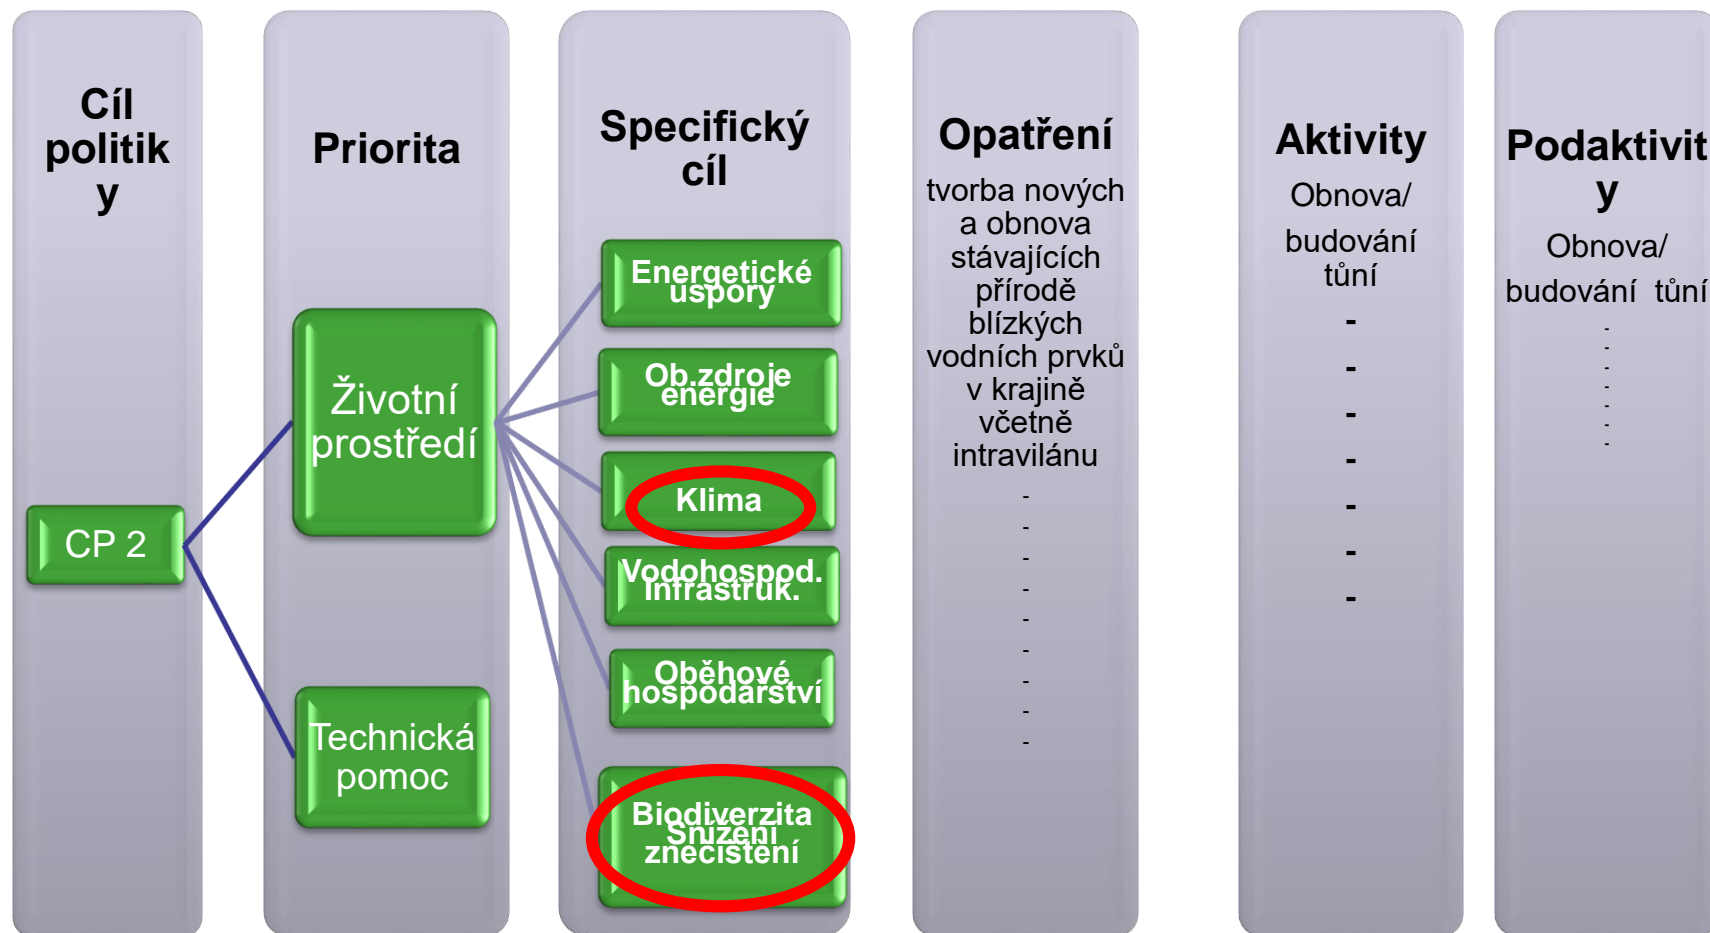 Cíl
politik
y
CP 2
Priorita
Životní
prostředí
Technická
pomoc
Specifický
cíl
Energetické
úspory
Ob.zdroje
energie
Klima
Vodohospod.
Infrastruk.
Oběhové
hospodářství
Biodiverzita
Snížení
znečištění
Opatření
tvorba nových
a obnova
stávajících
přírodě
blízkých
vodních prvků
v krajině
včetně
intravilánu
-
-
-
-
-
-
-
-
-
Aktivity
Obnova/
budování
tůní
-
-
-
-
-
-
-
Podaktivit
y
Obnova/
budování tůní
-
-
-
-
-
-
-